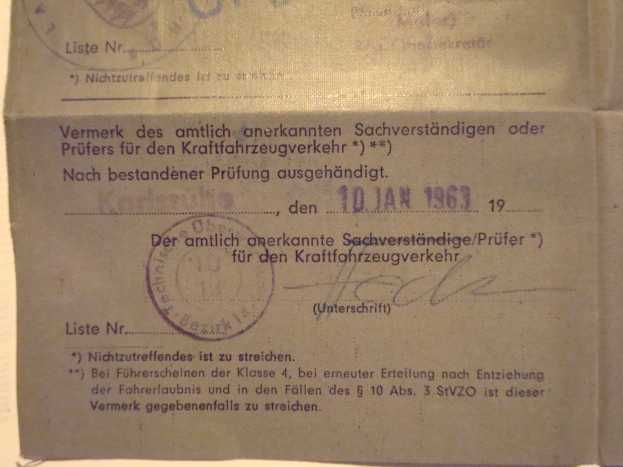 Liste Nr.
*) Nichtzutreffendes ist zu streichen.
Vermerk des amtlich anerkannten Sachverständigen oder
Prüfers für den Kraftfahrzeugverkehr *) **)
Nach bestandener Prüfung ausgehändigt.
Karlsruhe, den 10. JAN 1963 19
Der amtlich anerkannte Sachverständige/Prüfer *)
für den Kraftfahrzeugverkehr
Technische Bezirk
(Unterschrift)
Liste Nr.
*) Nichtzutreffendes ist zu streichen.
**) Bei Führerscheinen der Klasse 4, bei erneuter Erteilung nach Entziehung
der Fahrerlaubnis und in den Fällen des § 10 Abs. 3 StVZO ist dieser
Vermerk gegebenenfalls zu streichen.